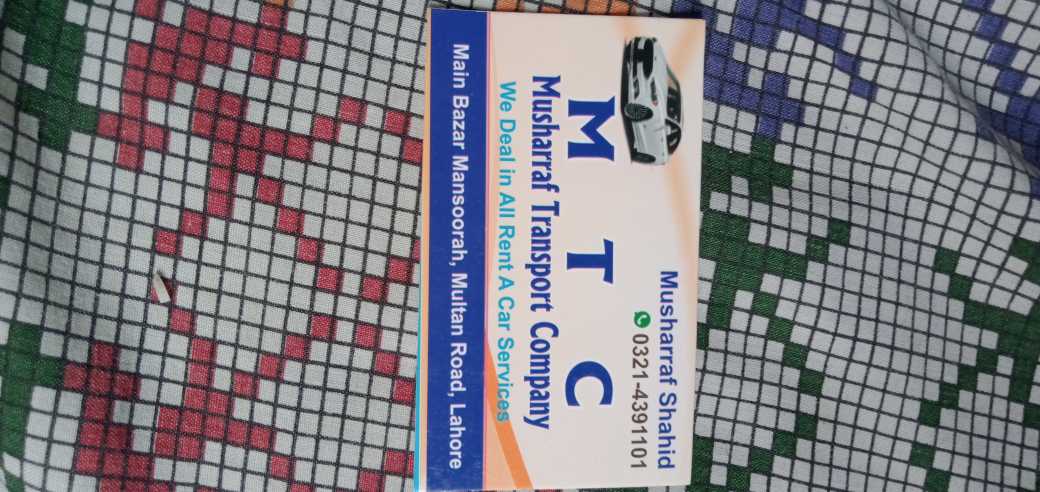 Musharraf Shahid
0321-4391101
M T C
Musharraf Transport Company
We Deal in All Rent A Car Services
Main Bazar Mansoorah, Multan Road, Lahore